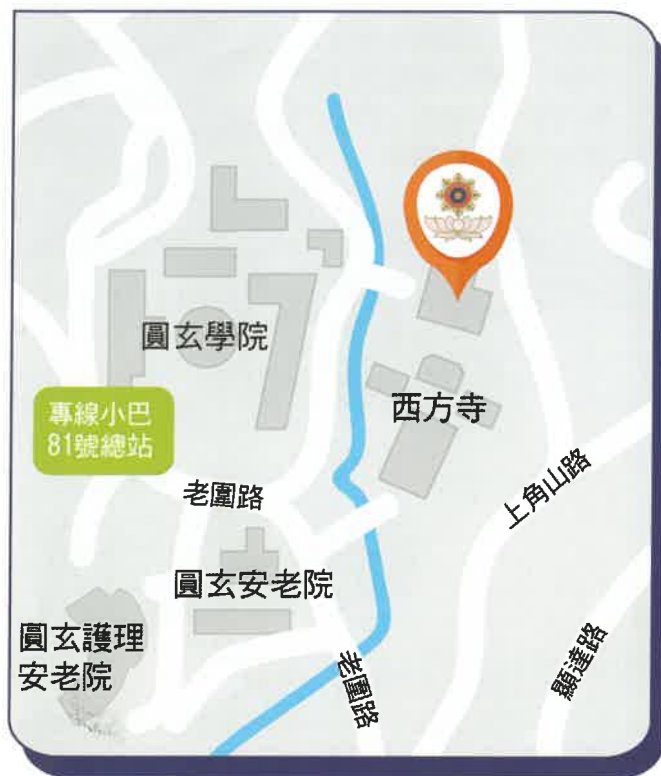 圓玄學院
專線小巴
81號總站
西方寺
上角山路
老圍路
圓玄安老院
圓玄護理
安老院
老圍路
顯達路